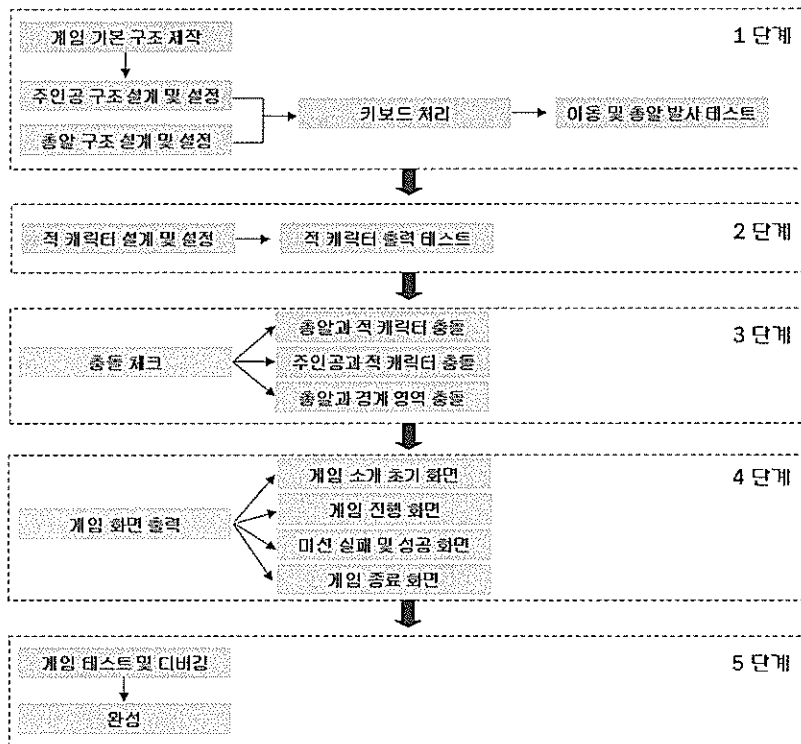 게임 기본 구조 제작
1 단계
주인공 구조 설계 및 설정
키보드 처리
이동 및 총알 발사 테스트
총알 구조 설계 및 설정
2 단계
적 캐릭터 설계 및 설정
적 캐릭터 출력 테스트
3 단계
총알과 적 캐릭터 충돌
충돌 체크
주인공과 적 캐릭터 충돌
총알과 경계 영역 충돌
4 단계
게임 소개 초기 화면
게임 진행 화면
게임 화면 출력
미션 실패 및 성공 화면
게임 종료 화면
5 단계
게임 테스트 및 디버깅
완성